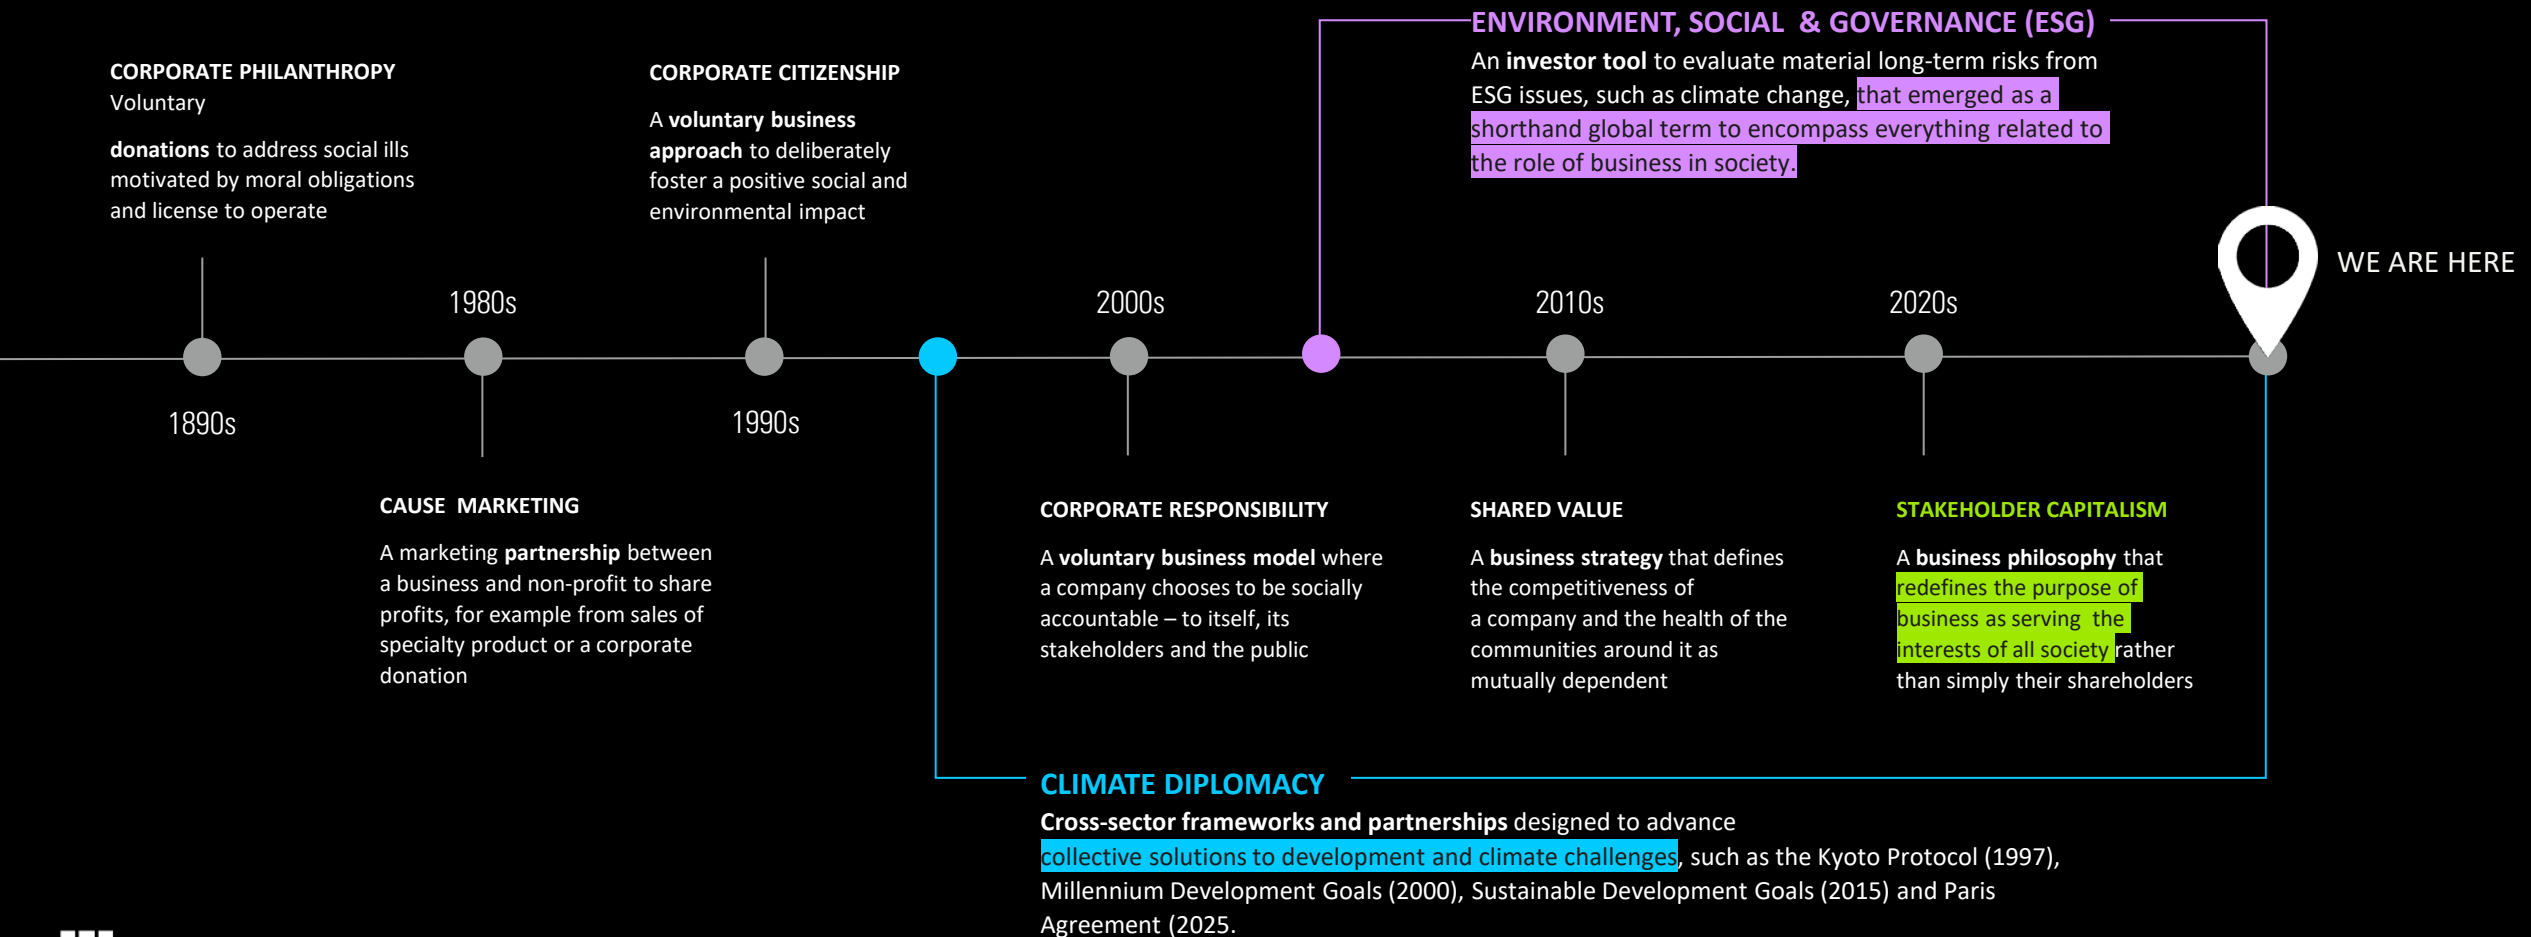 ENVIRONMENT, SOCIAL  & GOVERNANCE (ESG)
An investor tool to evaluate material long-term risks from
ESG issues, such as climate change, that emerged as a
shorthand global term to encompass everything related to
the role of business in society.
CORPORATE PHILANTHROPY
Voluntary
donations to address social ills
motivated by moral obligations
and license to operate
CORPORATE CITIZENSHIP
A voluntary business
approach to deliberately
foster a positive social and
environmental impact
WE ARE HERE
1980s
2000s
2010s
2020s
1890s
1990s
CAUSE  MARKETING
A marketing partnership between
a business and non-profit to share
profits, for example from sales of
specialty product or a corporate
donation
CORPORATE RESPONSIBILITY
A voluntary business model where
a company chooses to be socially
accountable – to itself, its
stakeholders and the public
SHARED VALUE
A business strategy that defines
the competitiveness of
a company and the health of the
communities around it as
mutually dependent
STAKEHOLDER CAPITALISM
A business philosophy that
redefines the purpose of
business as serving  the
interests of all society rather
than simply their shareholders
CLIMATE DIPLOMACY
Cross-sector frameworks and partnerships designed to advance
collective solutions to development and climate challenges, such as the Kyoto Protocol (1997),
Millennium Development Goals (2000), Sustainable Development Goals (2015) and Paris
Agreement (2025.